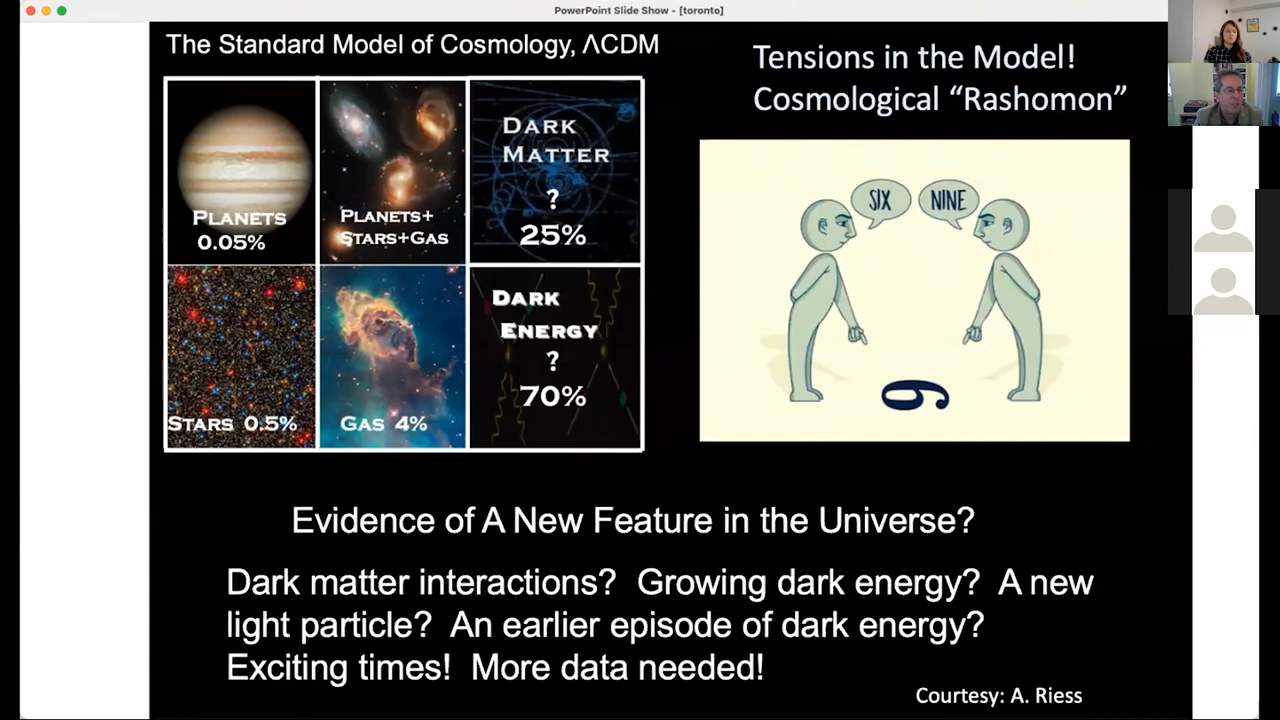 PowerPoint Slide Show - [toronto]
The Standard Model of Cosmology, ΛCDM
Tensions in the Model!
Cosmological “Rashomon”
PLANETS
0.05%
PLANETS+
STARS+GAS
DARK
MATTER
?
25%
STARS 0.5%
GAS 4%
DARK
ENERGY
?
70%
SIX
NINE
6
Evidence of A New Feature in the Universe?
Dark matter interactions? Growing dark energy? A new
light particle? An earlier episode of dark energy?
Exciting times! More data needed!
Courtesy: A. Riess